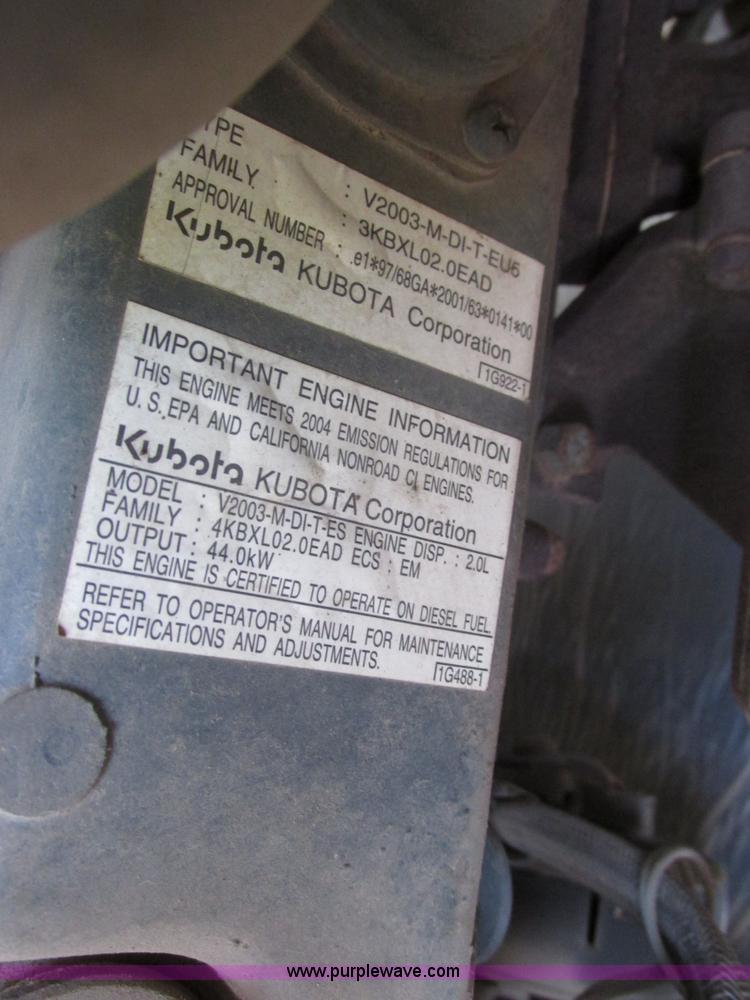 TYPE : V2003-M-DI-T-EU6
FAMILY : 3KBXL02.0EAD
APPROVAL NUMBER : e1*97/68GA*2001/63*0141*00
Kubota KUBOTA Corporation
1G922-1
IMPORTANT ENGINE INFORMATION
THIS ENGINE MEETS 2004 EMISSION REGULATIONS FOR
U.S.EPA AND CALIFORNIA NONROAD CI ENGINES.
Kubota KUBOTA Corporation
MODEL : V2003-M-DI-T-ES ENGINE DISP. : 2.0L
FAMILY : 4KBXL02.0EAD ECS : EM
OUTPUT : 44.0kW
THIS ENGINE IS CERTIFIED TO OPERATE ON DIESEL FUEL.
REFER TO OPERATOR'S MANUAL FOR MAINTENANCE
SPECIFICATIONS AND ADJUSTMENTS.
1G488-1
www.purplewave.com